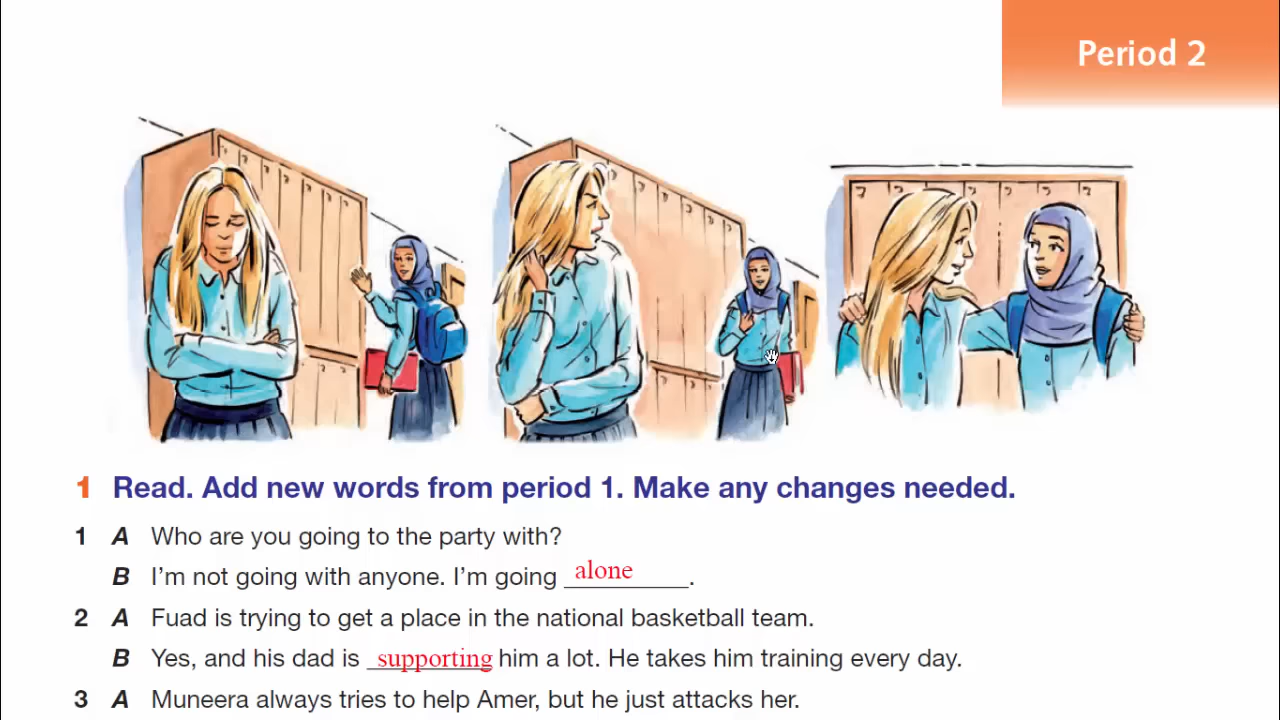 Period 2
1 Read. Add new words from period 1. Make any changes needed.
1 A Who are you going to the party with?
B I'm not going with anyone. I'm going alone.
2 A Fuad is trying to get a place in the national basketball team.
B Yes, and his dad is supporting him a lot. He takes him training every day.
3 A Muneera always tries to help Amer, but he just attacks her.